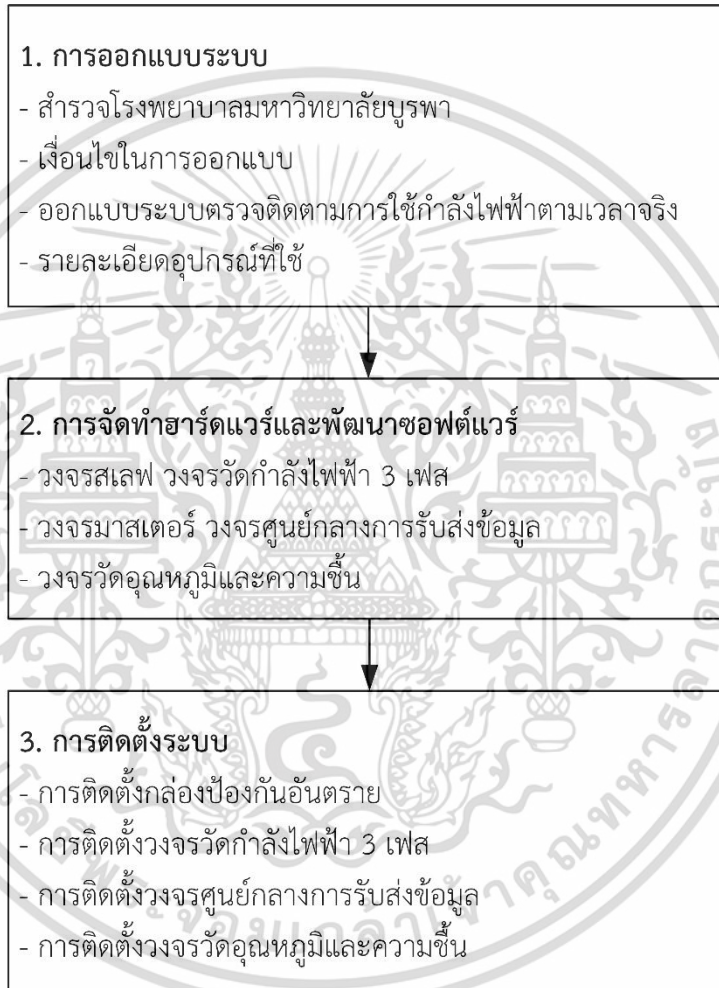 1. การออกแบบระบบ
- สำรวจโรงพยาบาลมหาวิทยาลัยบูรพา
- เงื่อนไขในการออกแบบ
- ออกแบบระบบตรวจติดตามการใช้กำลังไฟฟ้าตามเวลาจริง
- รายละเอียดอุปกรณ์ที่ใช้
2. การจัดทำฮาร์ดแวร์และพัฒนาซอฟต์แวร์
- วงจรสเลฟ วงจรวัดกำลังไฟฟ้า 3 เฟส
- วงจรมาสเตอร์ วงจรศูนย์กลางการรับส่งข้อมูล
- วงจรวัดอุณหภูมิและความชื้น
3. การติดตั้งระบบ
- การติดตั้งกล่องป้องกันอันตราย
- การติดตั้งวงจรวัดกำลังไฟฟ้า 3 เฟส
- การติดตั้งวงจรศูนย์กลางการรับส่งข้อมูล
- การติดตั้งวงจรวัดอุณหภูมิและความชื้น